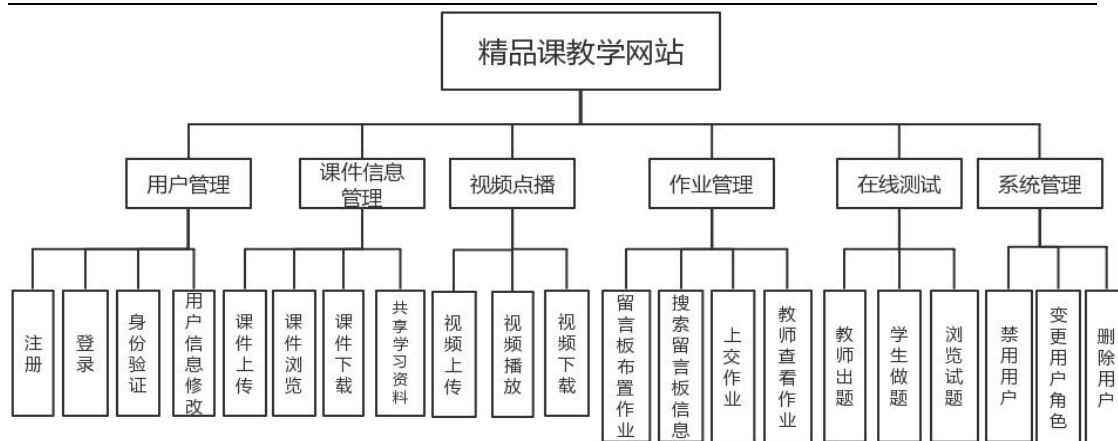 精品课教学网站
用户管理
课件信息
管理
视频点播
作业管理
在线测试
系统管理
注册
登录
身份验证
用户信息修改
课件上传
课件浏览
课件下载
共享学习资料
视频上传
视频播放
视频下载
留言板布置作业
搜索留言板信息
上交作业
教师查看作业
教师出题
学生做题
浏览试题
禁用用户
变更用户角色
删除用户